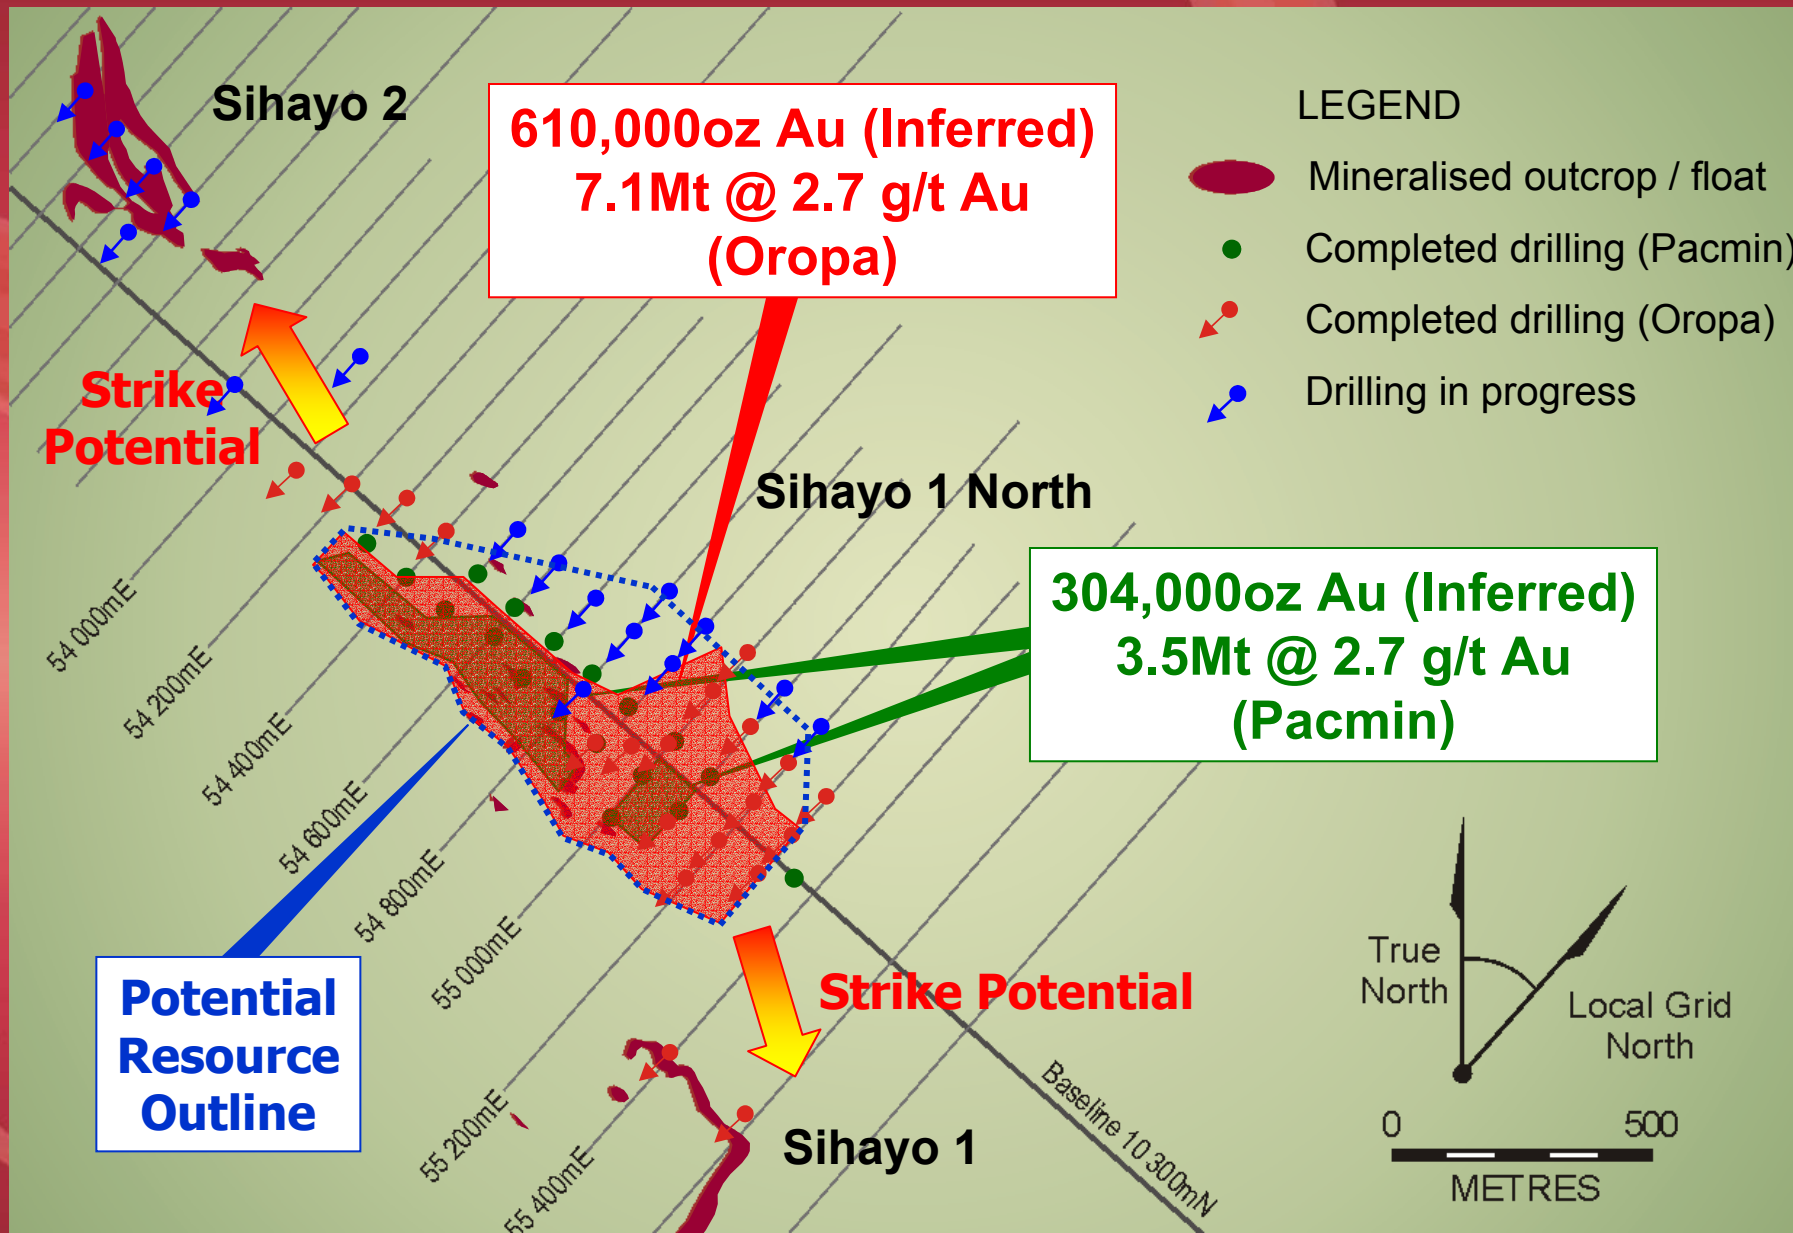 Sihayo 2
610,000oz Au (Inferred)
7.1Mt @ 2.7 g/t Au
(Oropa)
LEGEND
Mineralised outcrop / float
Completed drilling (Pacmin)
Completed drilling (Oropa)
Drilling in progress
Strike
Potential
Sihayo 1 North
304,000oz Au (Inferred)
3.5Mt @ 2.7 g/t Au
(Pacmin)
54 000mE
54 200mE
54 400mE
54 600mE
54 800mE
55 000mE
55 200mE
55 400mE
Potential
Resource
Outline
Strike Potential
Sihayo 1
Baseline 10 300mN
True
North
Local Grid
North
0 500
METRES